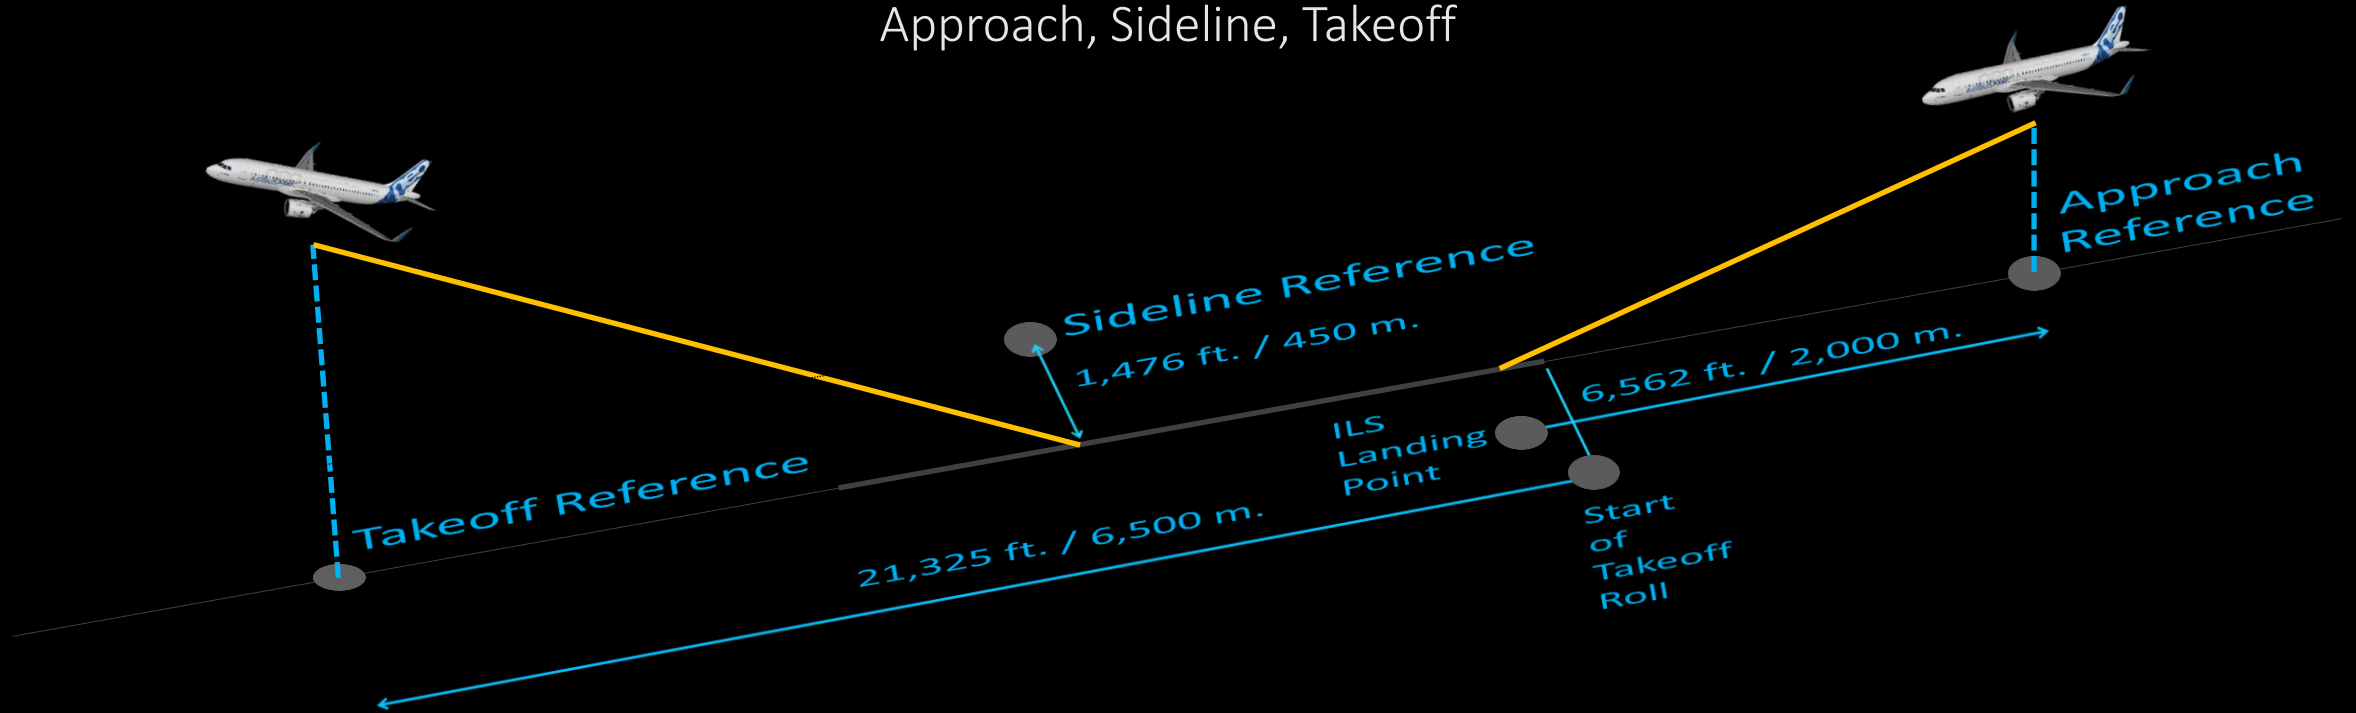 Approach, Sideline, Takeoff
Approach
Reference
Sideline Reference
1,476 ft. / 450 m.
6,562 ft. / 2,000 m.
ILS
Landing
Point
Takeoff Reference
21,325 ft. / 6,500 m.
Start
of
Takeoff
Roll